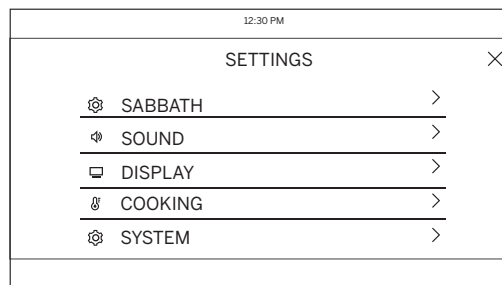 12:30 PM
SETTINGS
SABBATH
SOUND
DISPLAY
COOKING
SYSTEM